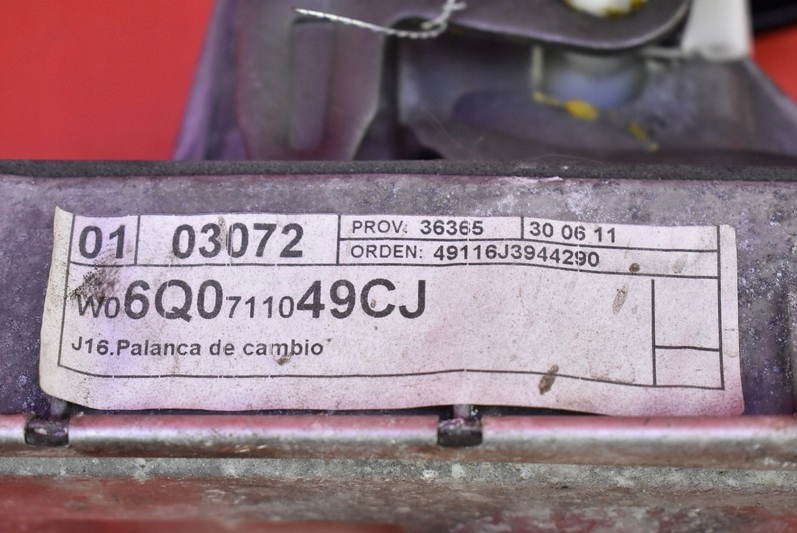 01 03072 PROV: 36365 30 06 11
ORDEN: 49116J3944290
W06Q0711049CJ
J16.Palanca de cambio